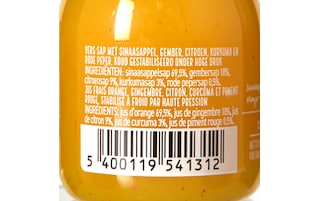 VERS SAP MET SINAASAPPEL, GEMBER, CITROEN, KURKUMA EN
RODE PEPER, KOUD GESTABILISEERD ONDER HOGE DRUK
INGREDIËNTEN: sinaasappelsap 69,5%, gembersap 18%,
citroensap 9%, kurkumasap 3%, rode pepersap 0,5%.
JUS FRAIS ORANGE, GINGEMBRE, CITRON, CURCUMA ET PIMENT
ROUGE, STABILISÉ À FROID PAR HAUTE PRESSION
INGRÉDIENTS: jus d'orange 69,5%, jus de gingembre 18%, jus
de citron 9%, jus de curcuma 3%, jus de piment rouge 0,5%.
5 400119 541312